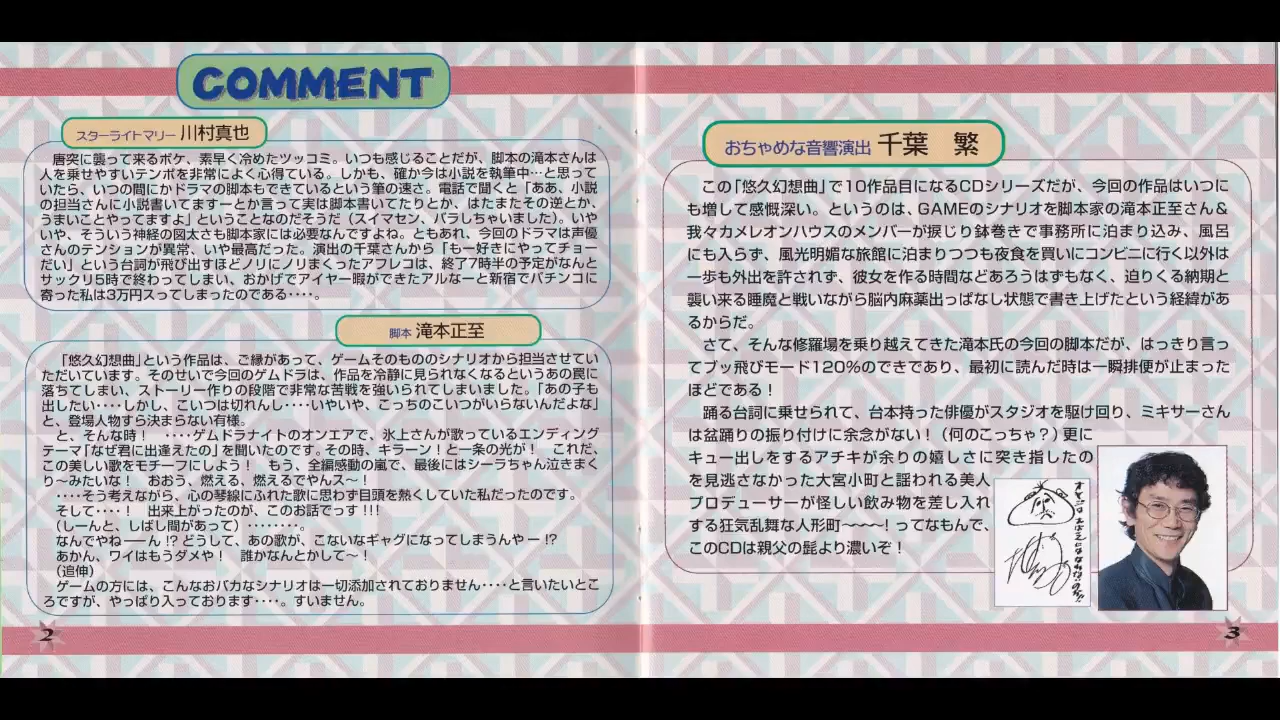 COMMENT
スターライトマリー 川村真也
唐突に襲って来るボケ、素早く冷めたツッコミ。いつも感じることだが、脚本の滝本さんは
人を乗せやすいテンポを非常によく心得ている。しかも、確か今は小説を執筆中…と思って
いたら、いつの間にかドラマの脚本もできているという筆の速さ。電話で聞くと「ああ、小説
の担当さんに小説書いてますーとか言って実は脚本書いてたりとか、はたまたその逆とか、
うまいことやってますよ」ということなのだそうだ（スイマセン、バラしちゃいました）。いや
いや、そういう神経の図太さも脚本家には必要なんですよね。ともあれ、今回のドラマは声優
さんのテンションが異常、いや最高だった。演出の千葉さんから「もー好きにやってチョー
だい」という台詞が飛び出すほどノリにノリまくったアフレコは、終了7時半の予定がなんと
サックリ5時で終わってしまい、おかげでアイヤー暇ができたアルなーと新宿でパチンコに
寄った私は3万円スってしまったのである････。
脚本 滝本正至
「悠久幻想曲」という作品は、ご縁があって、ゲームそのもののシナリオから担当させてい
ただいています。そのせいで今回のゲムドラは、作品を冷静に見られなくなるというあの罠に
落ちてしまい、ストーリー作りの段階で非常な苦戦を強いられてしまいました。「あの子も
出したい････しかし、こいつは切れんし････いやいや、こっちのこいつがいらないんだよな」
と、登場人物すら決まらない有様。
と、そんな時！　････ゲムドラナイトのオンエアで、氷上さんが歌っているエンディング
テーマ「なぜ君に出逢えたの」を聞いたのです。その時、キラーン！と一条の光が！　これだ、
この美しい歌をモチーフにしよう！　もう、全編感動の嵐で、最後にはシーラちゃん泣きまく
り〜みたいな！　おおう、燃える、燃えるでやんス〜！
････そう考えながら、心の琴線にふれた歌に思わず目頭を熱くしていた私だったのです。
そして････！　出来上がったのが、このお話でっす!!!
（しーんと、しばし間があって）････････。
なんでやねーーん!? どうして、あの歌が、こないなギャグになってしまうんやー!?
あかん、ワイはもうダメや！　誰かなんとかして〜！
（追伸）
ゲームの方には、こんなおバカなシナリオは一切添加されておりません････と言いたいとこ
ろですが、やっぱり入っております････。すいません。
2
おちゃめな音響演出 千葉　繁
この「悠久幻想曲」で10作品目になるCDシリーズだが、今回の作品はいつに
も増して感慨深い。というのは、GAMEのシナリオを脚本家の滝本正至さん＆
我々カメレオンハウスのメンバーが捩じり鉢巻きで事務所に泊まり込み、風呂
にも入らず、風光明媚な旅館に泊まりつつも夜食を買いにコンビニに行く以外は
一歩も外出を許されず、彼女を作る時間などあろうはずもなく、迫りくる納期と
襲い来る睡魔と戦いながら脳内麻薬出っぱなし状態で書き上げたという経緯があ
るからだ。
さて、そんな修羅場を乗り越えてきた滝本氏の今回の脚本だが、はっきり言っ
てブッ飛びモード120％のできであり、最初に読んだ時は一瞬排便が止まった
ほどである！
踊る台詞に乗せられて、台本持った俳優がスタジオを駆け回り、ミキサーさん
は盆踊りの振り付けに余念がない！（何のこっちゃ？）更に
キュー出しをするアチキが余りの嬉しさに突き指したの
を見逃さなかった大宮小町と謡われる美人
プロデューサーが怪しい飲み物を差し入れ
する狂気乱舞な人形町〜〜〜〜！ってなもんで、
このCDは親父の髭より濃いぞ！
3